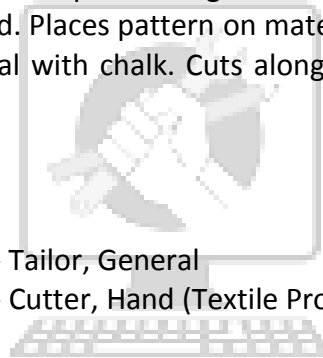 d. Places pattern on mate
al with chalk. Cuts along
Tailor, General
Cutter, Hand (Textile Pro